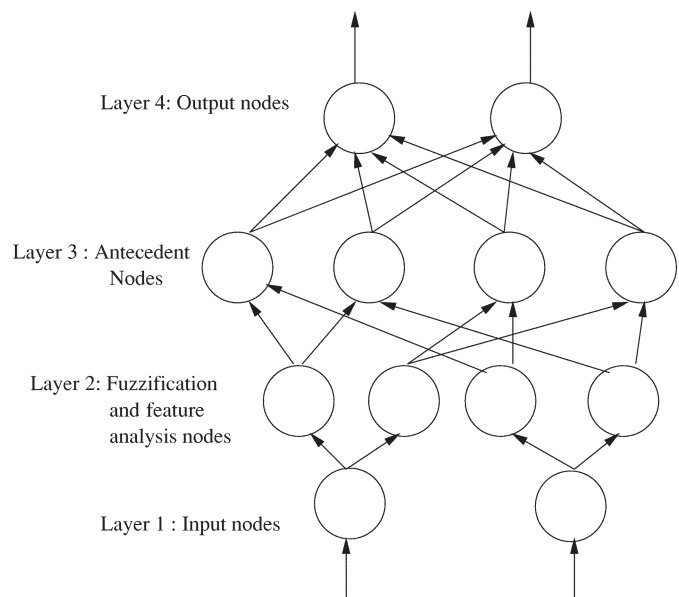 Layer 4: Output nodes
Layer 3 : Antecedent
Nodes
Layer 2: Fuzzification
and feature
analysis nodes
Layer 1 : Input nodes